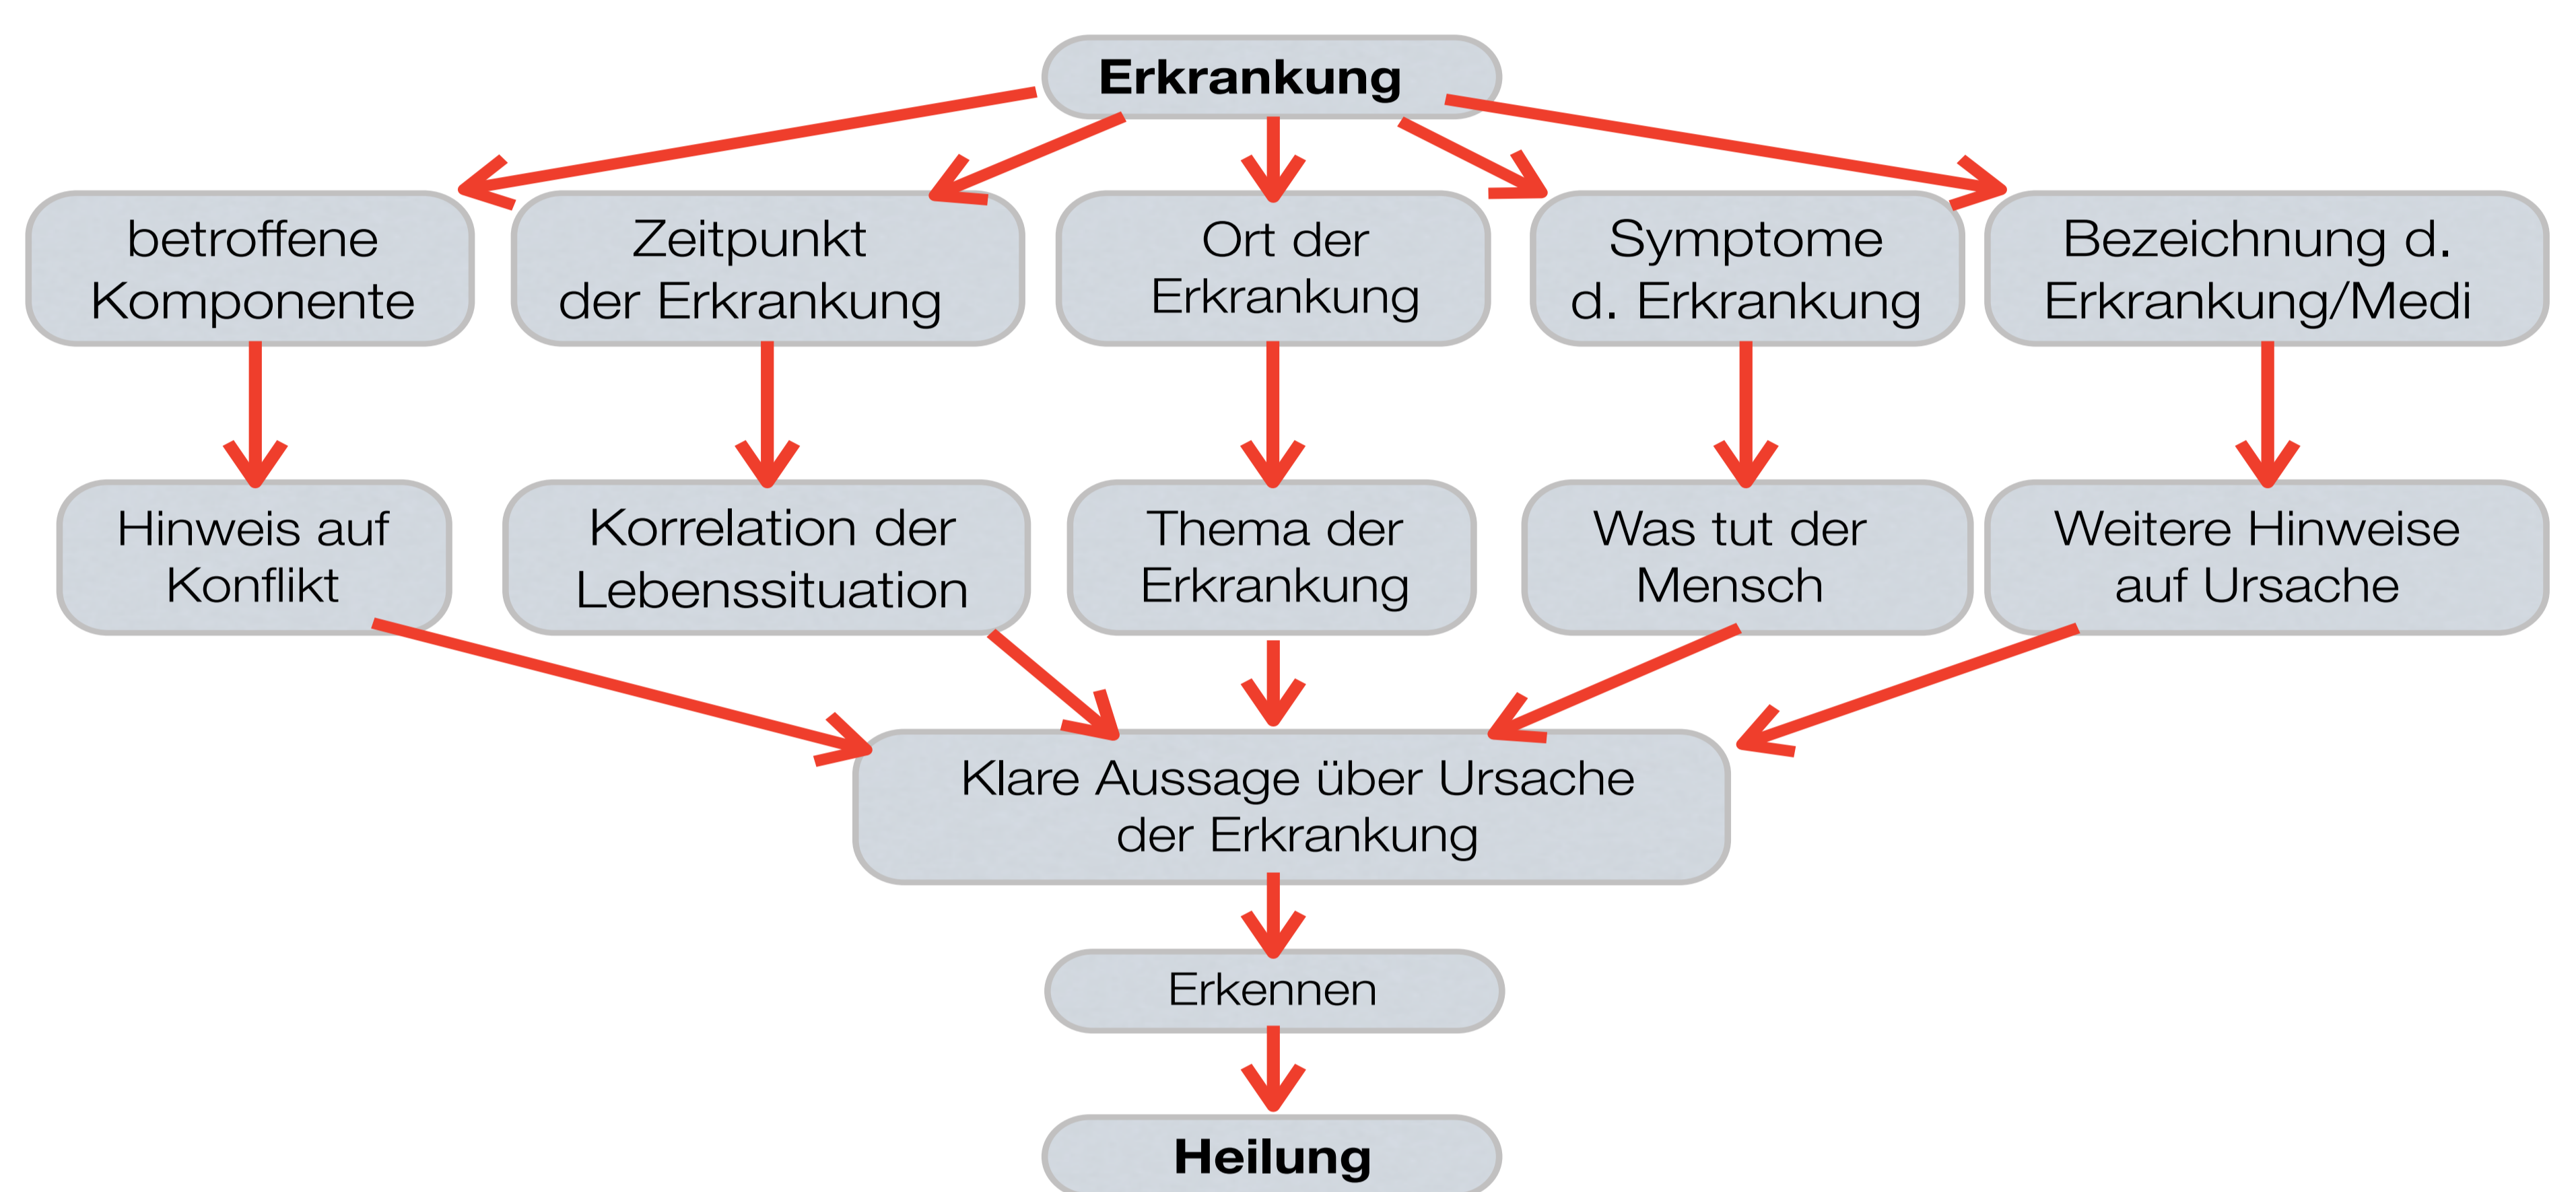 Erkrankung
betroffene
Komponente
Zeitpunkt
der Erkrankung
Ort der
Erkrankung
Symptome
d. Erkrankung
Bezeichnung d.
Erkrankung/Medi
Hinweis auf
Konflikt
Korrelation der
Lebenssituation
Thema der
Erkrankung
Was tut der
Mensch
Weitere Hinweise
auf Ursache
Klare Aussage über Ursache
der Erkrankung
Erkennen
Heilung